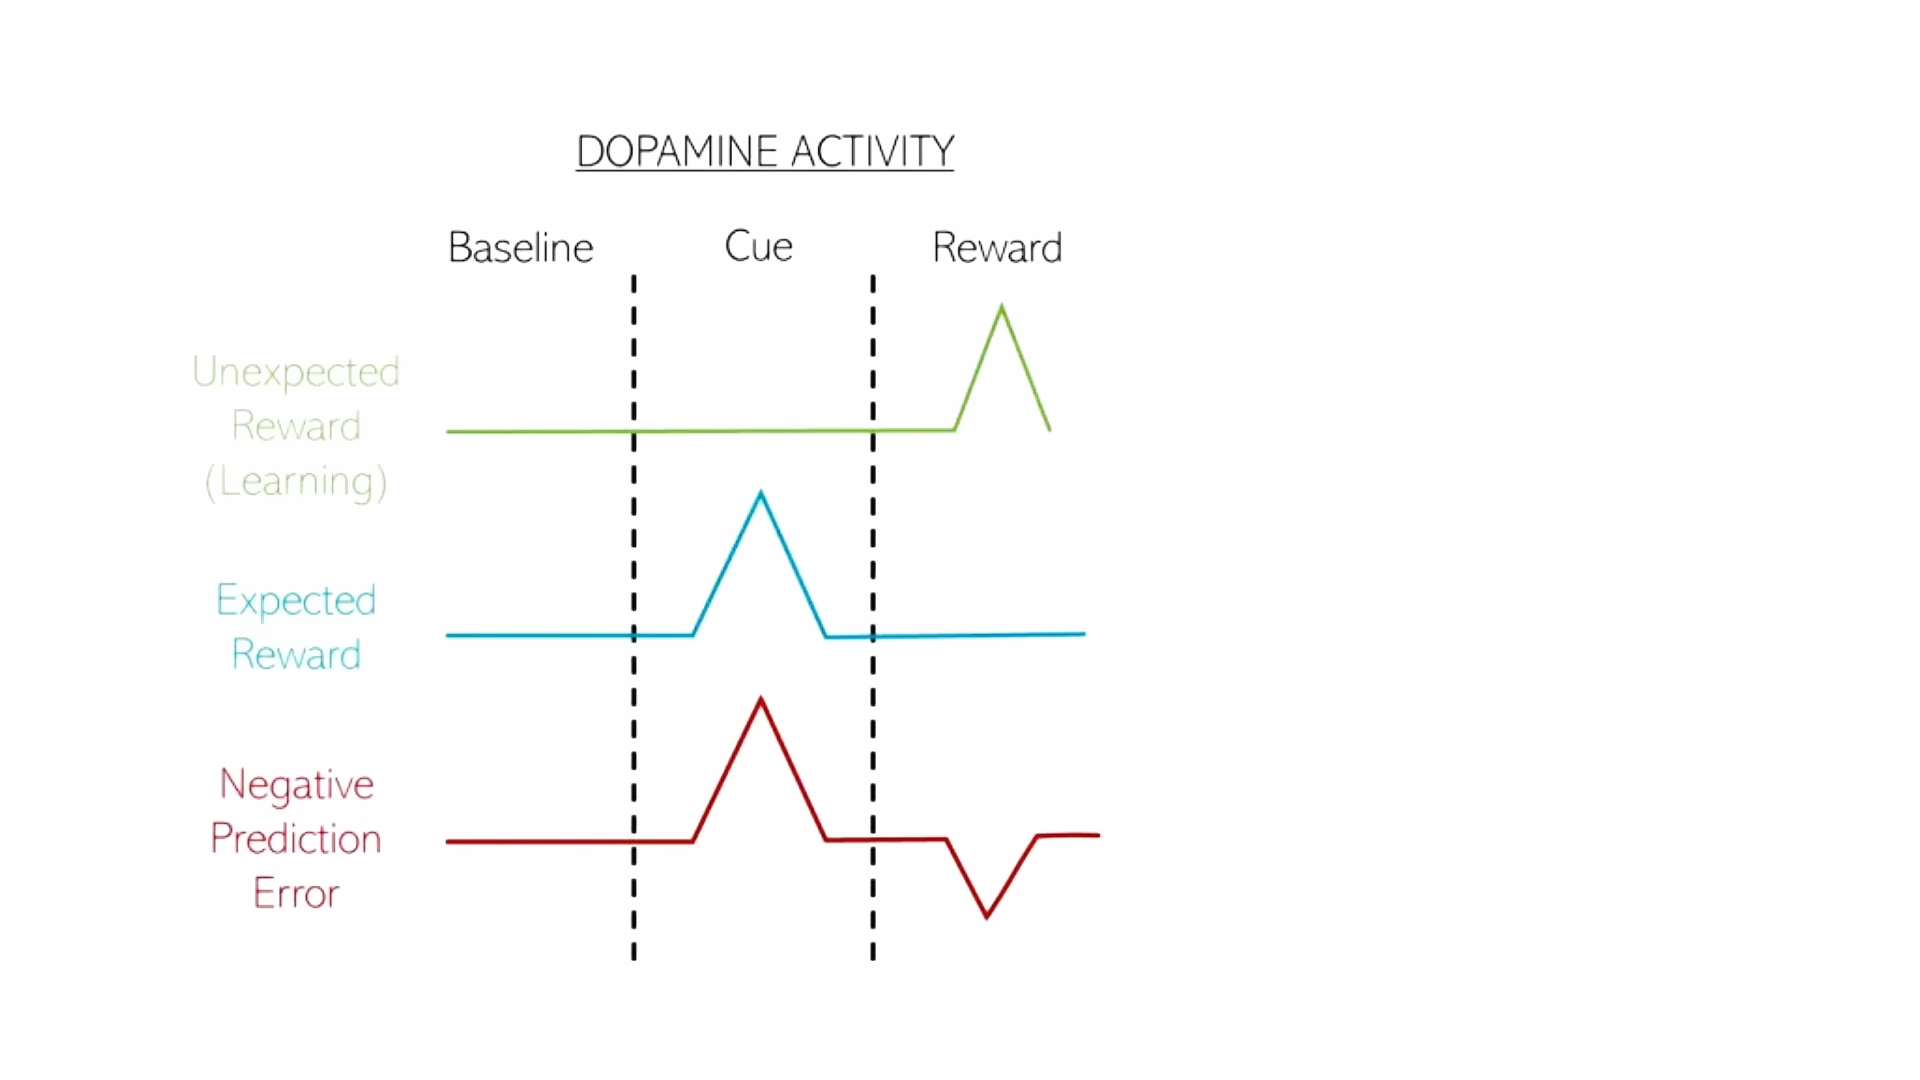 DOPAMINE ACTIVITY
Baseline
Cue
Reward
Unexpected
Reward
(Learning)
Expected
Reward
Negative
Prediction
Error